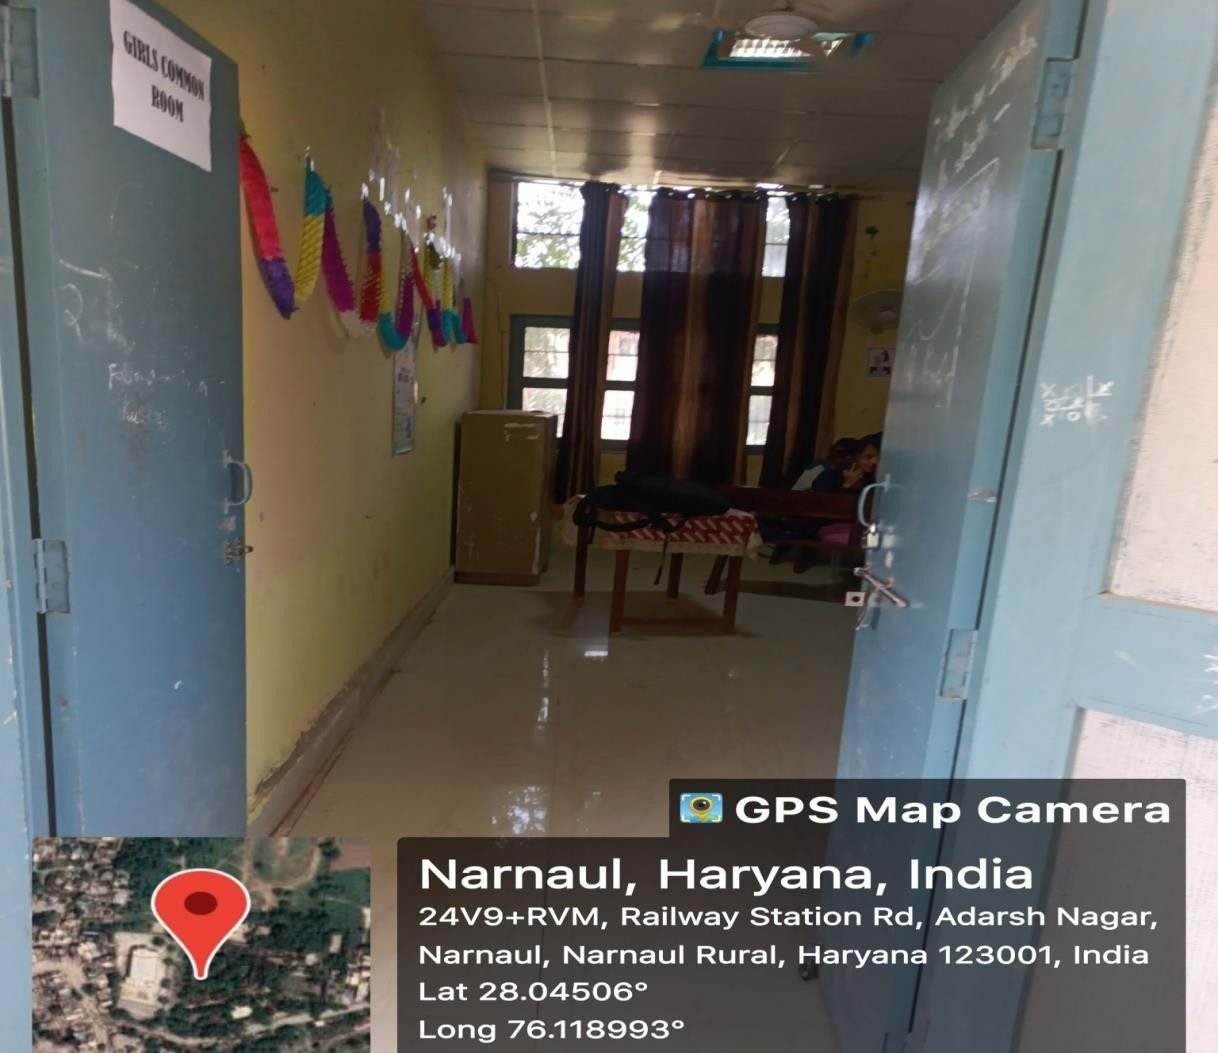 GIRLS COMMON
ROOM
GPS Map Camera
Narnaul, Haryana, India
24V9+RVM, Railway Station Rd, Adarsh Nagar,
Narnaul, Narnaul Rural, Haryana 123001, India
Lat 28.04506°
Long 76.118993°